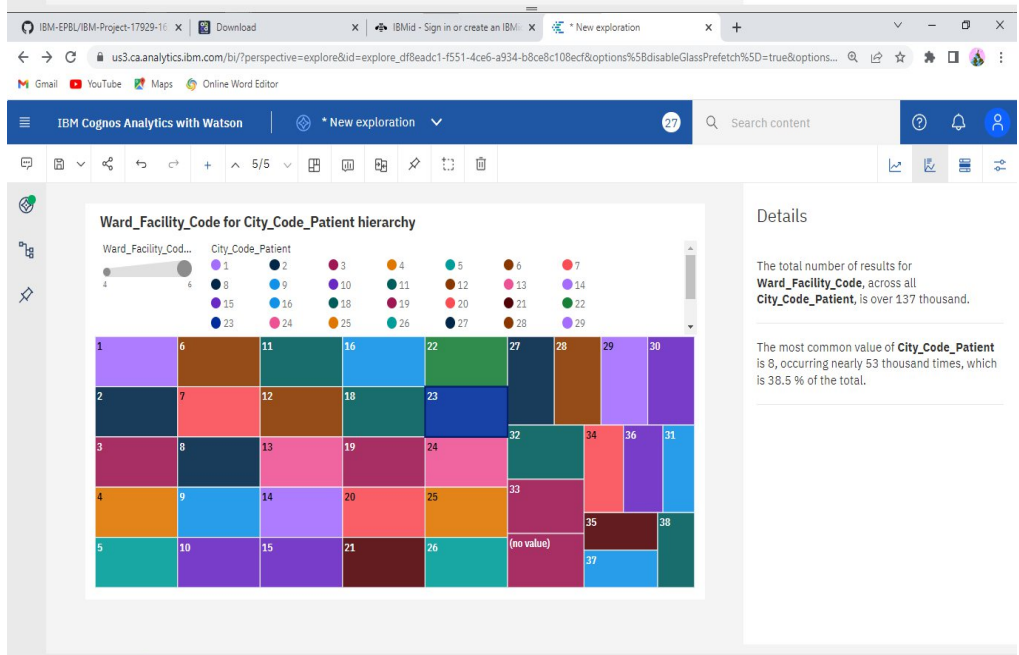 IBM-EPBL/IBM-Project-17929-16 Download IBMid - Sign in or create an IBMi * New exploration
us3.ca.analytics.ibm.com/bi/?perspective=explore&id=explore_df8eadc1-f551-4ce6-a934-b8ce8c108ecf&options%5BdisableGlassPrefetch%5D=true&options...
Gmail YouTube Maps Online Word Editor
IBM Cognos Analytics with Watson * New exploration 27 Search content
5/5
Ward_Facility_Code for City_Code_Patient hierarchy
Ward_Facility_Cod... City_Code_Patient
4 6
1 2 3 4 5 6 7
8 9 10 11 12 13 14
15 16 18 19 20 21 22
23 24 25 26 27 28 29
1 6 11 16 22 27 28 29 30
2 7 12 18 23
3 8 13 19 24 32 34 36 31
4 9 14 20 25 33
35 38
5 10 15 21 26 (no value)
37
Details
The total number of results for
Ward_Facility_Code, across all
City_Code_Patient, is over 137 thousand.
The most common value of City_Code_Patient
is 8, occurring nearly 53 thousand times, which
is 38.5 % of the total.